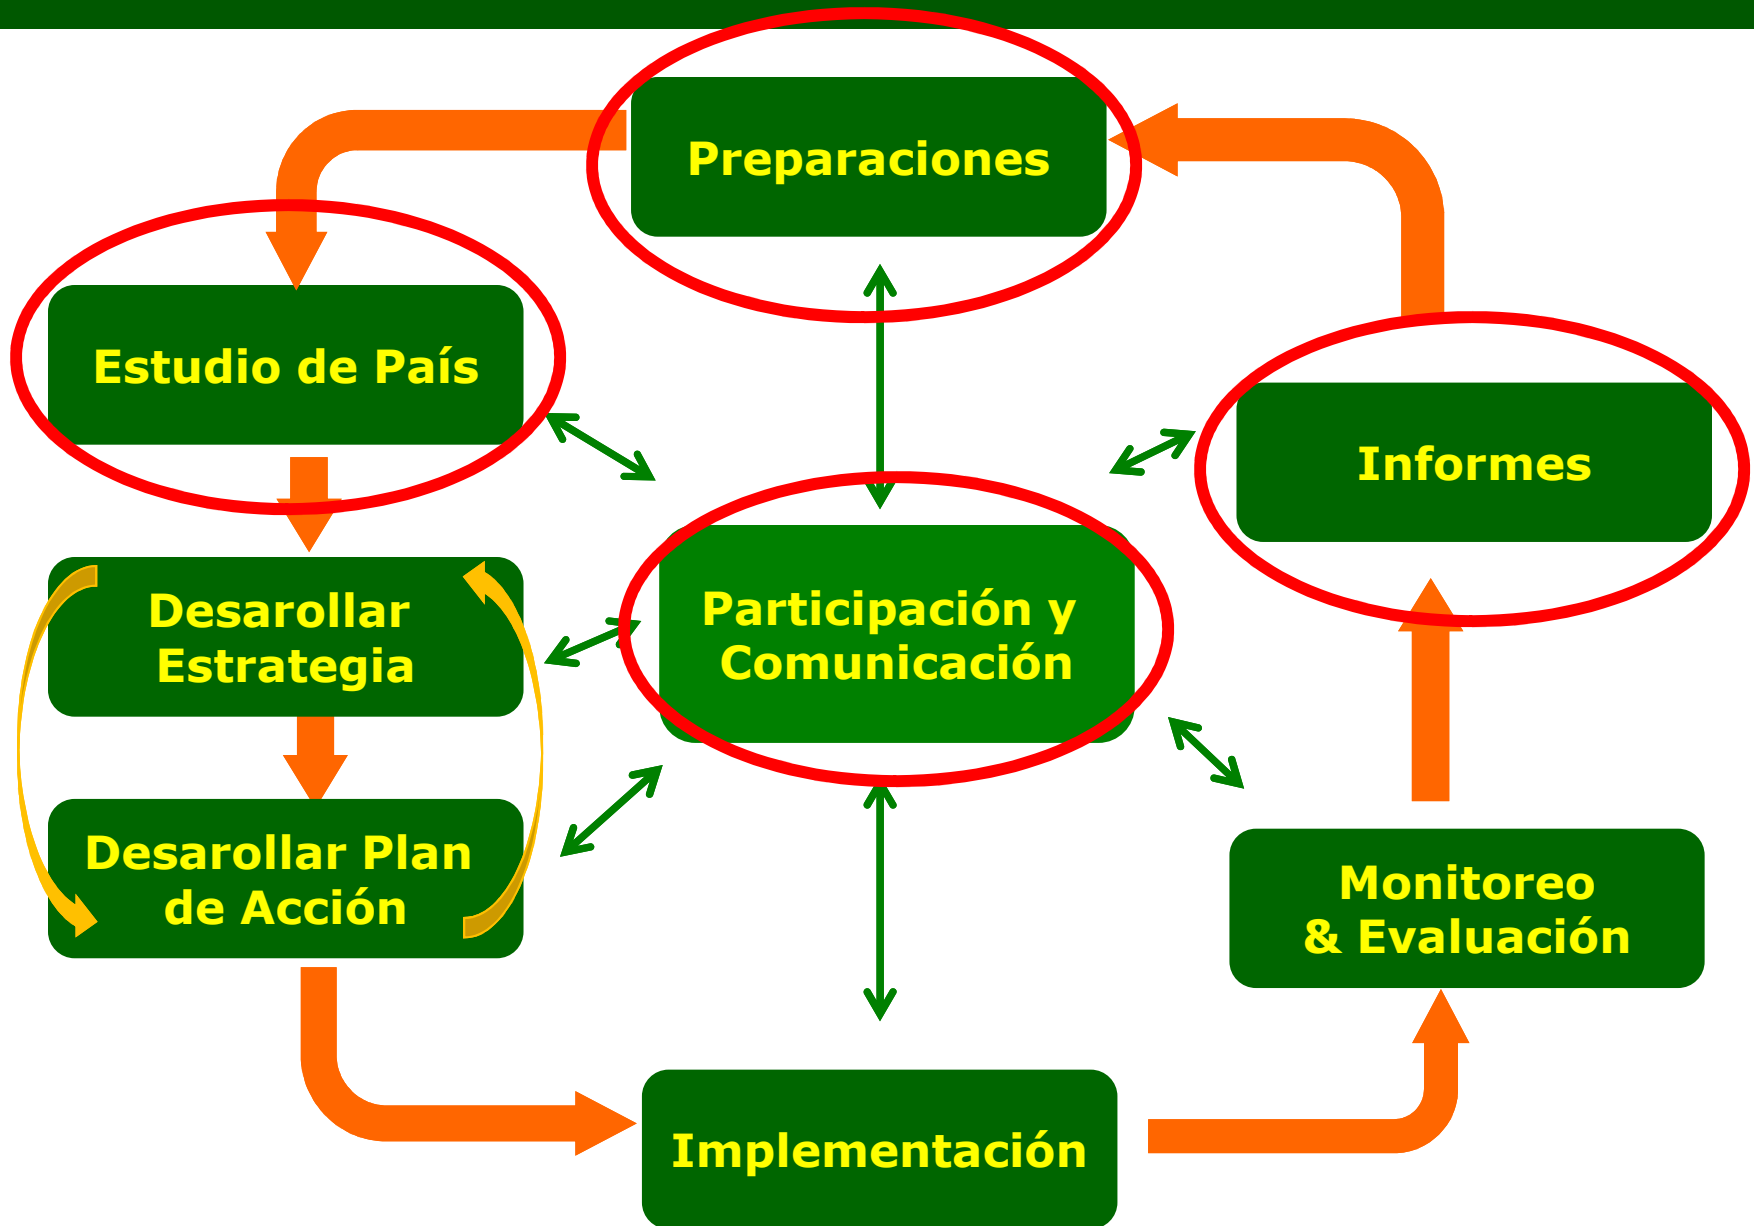 Preparaciones
Estudio de País
Informes
Participación y
Comunicación
Desarollar
Estrategia
Desarollar Plan
de Acción
Monitoreo
& Evaluación
Implementación